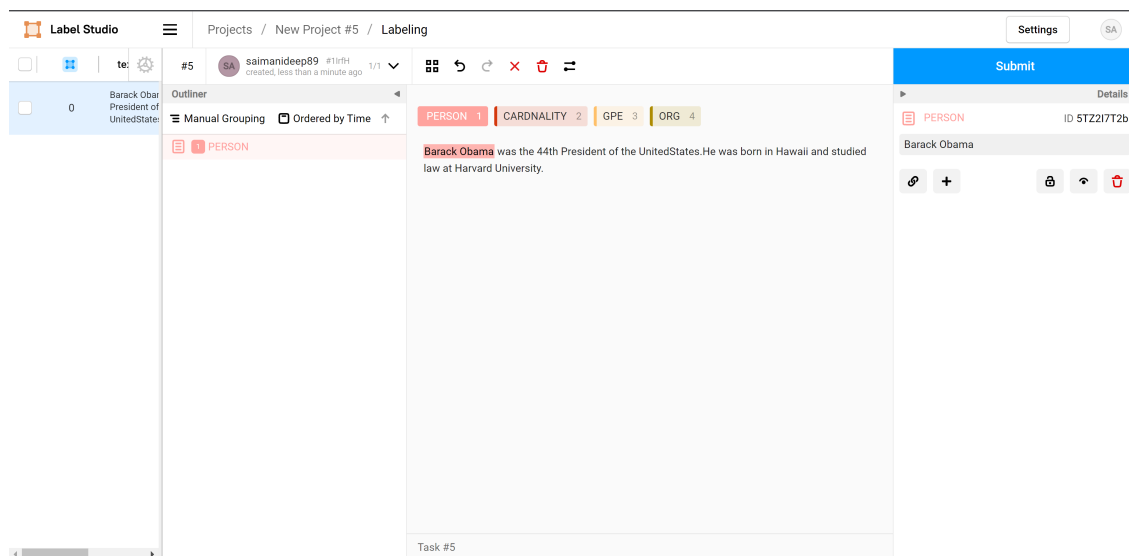 Label Studio
Projects / New Project #5 / Labeling
Settings
SA
te:
#5
SA
saimanideep89 #1IrfH
created, less than a minute ago
1/1
Submit
0
Barack Obar
President of
UnitedState:
Outliner
Manual Grouping
Ordered by Time
1 PERSON
PERSON 1
CARDNALITY 2
GPE 3
ORG 4
Barack Obama was the 44th President of the UnitedStates.He was born in Hawaii and studied
law at Harvard University.
Task #5
Details
PERSON
ID 5TZ2I7T2b
Barack Obama